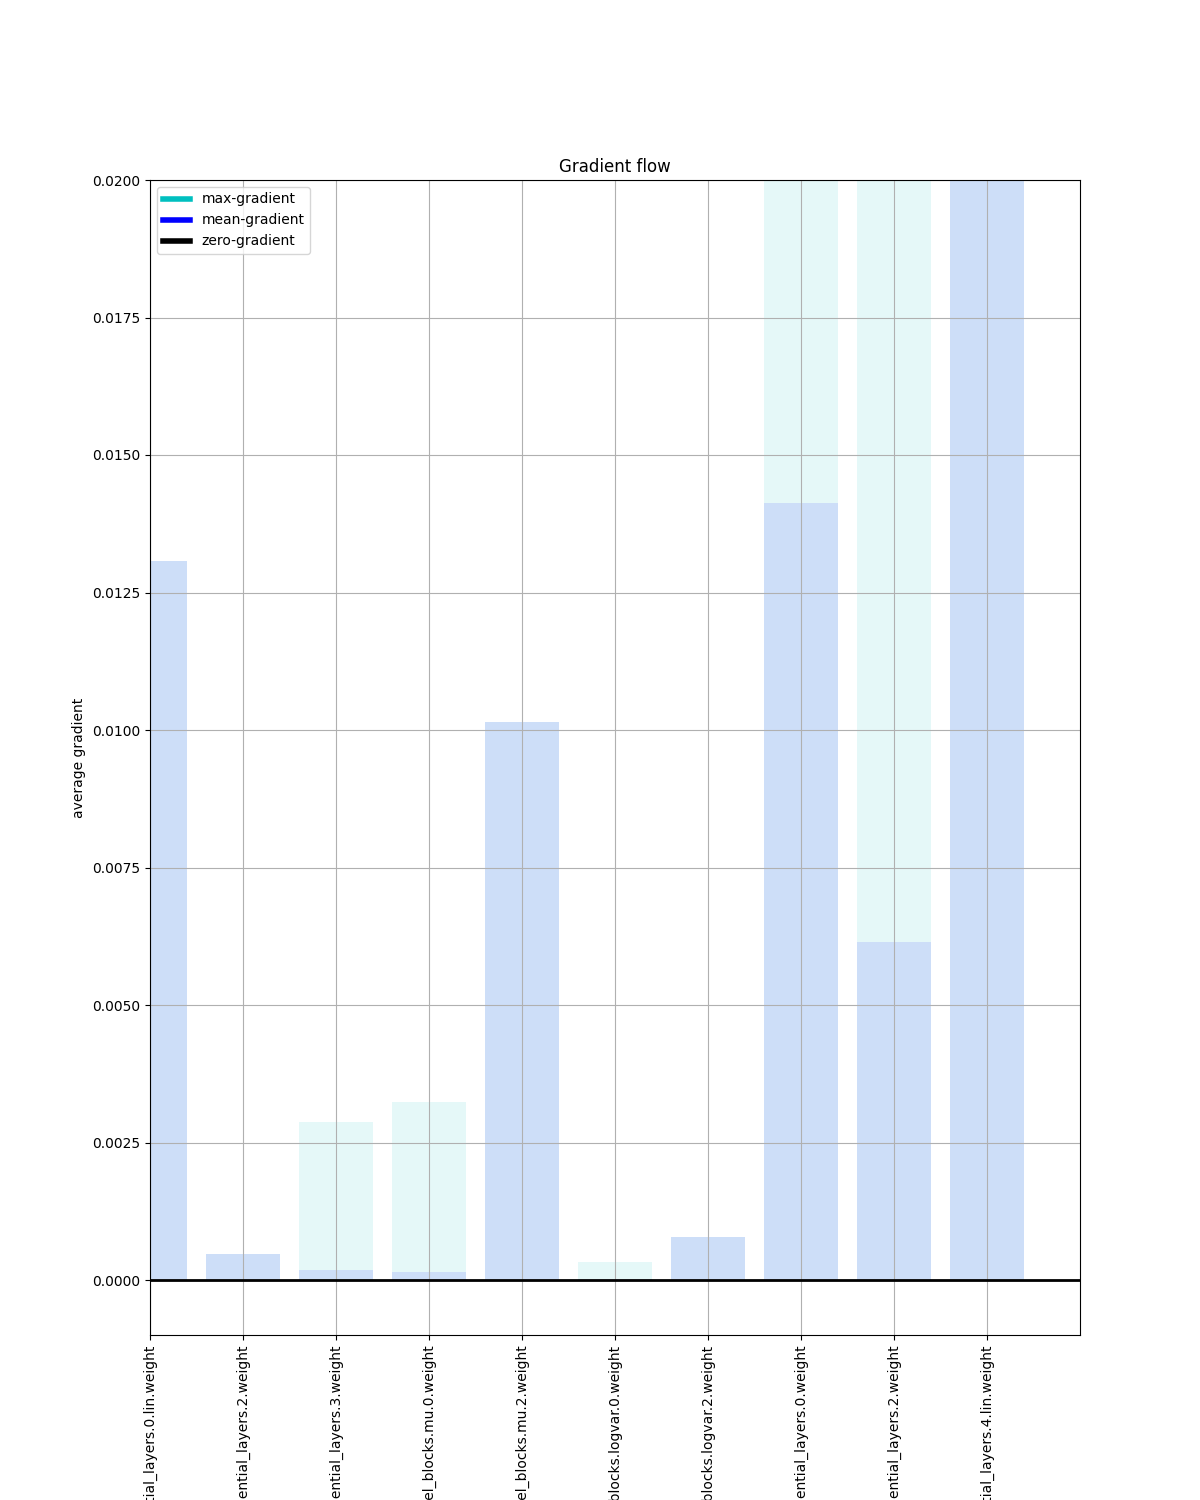 Gradient flow
max-gradient
mean-gradient
zero-gradient
0.0200
0.0175
0.0150
0.0125
0.0100
0.0075
0.0050
0.0025
0.0000
average gradient
tial_layers.0.lin.weight
ential_layers.2.weight
ential_layers.3.weight
el_blocks.mu.0.weight
el_blocks.mu.2.weight
blocks.logvar.0.weight
blocks.logvar.2.weight
ential_layers.0.weight
ential_layers.2.weight
tial_layers.4.lin.weight